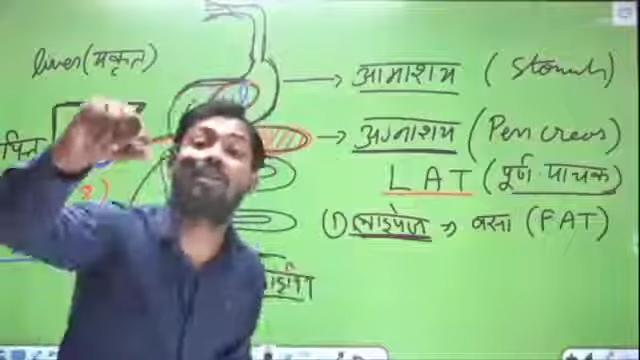 liver (यकृत)
आमाशय (Stomach)
अग्नाशय (Pencreas)
पित्त
LAT (पूर्ण पाचक)
① लाइपेज → वसा (FAT)